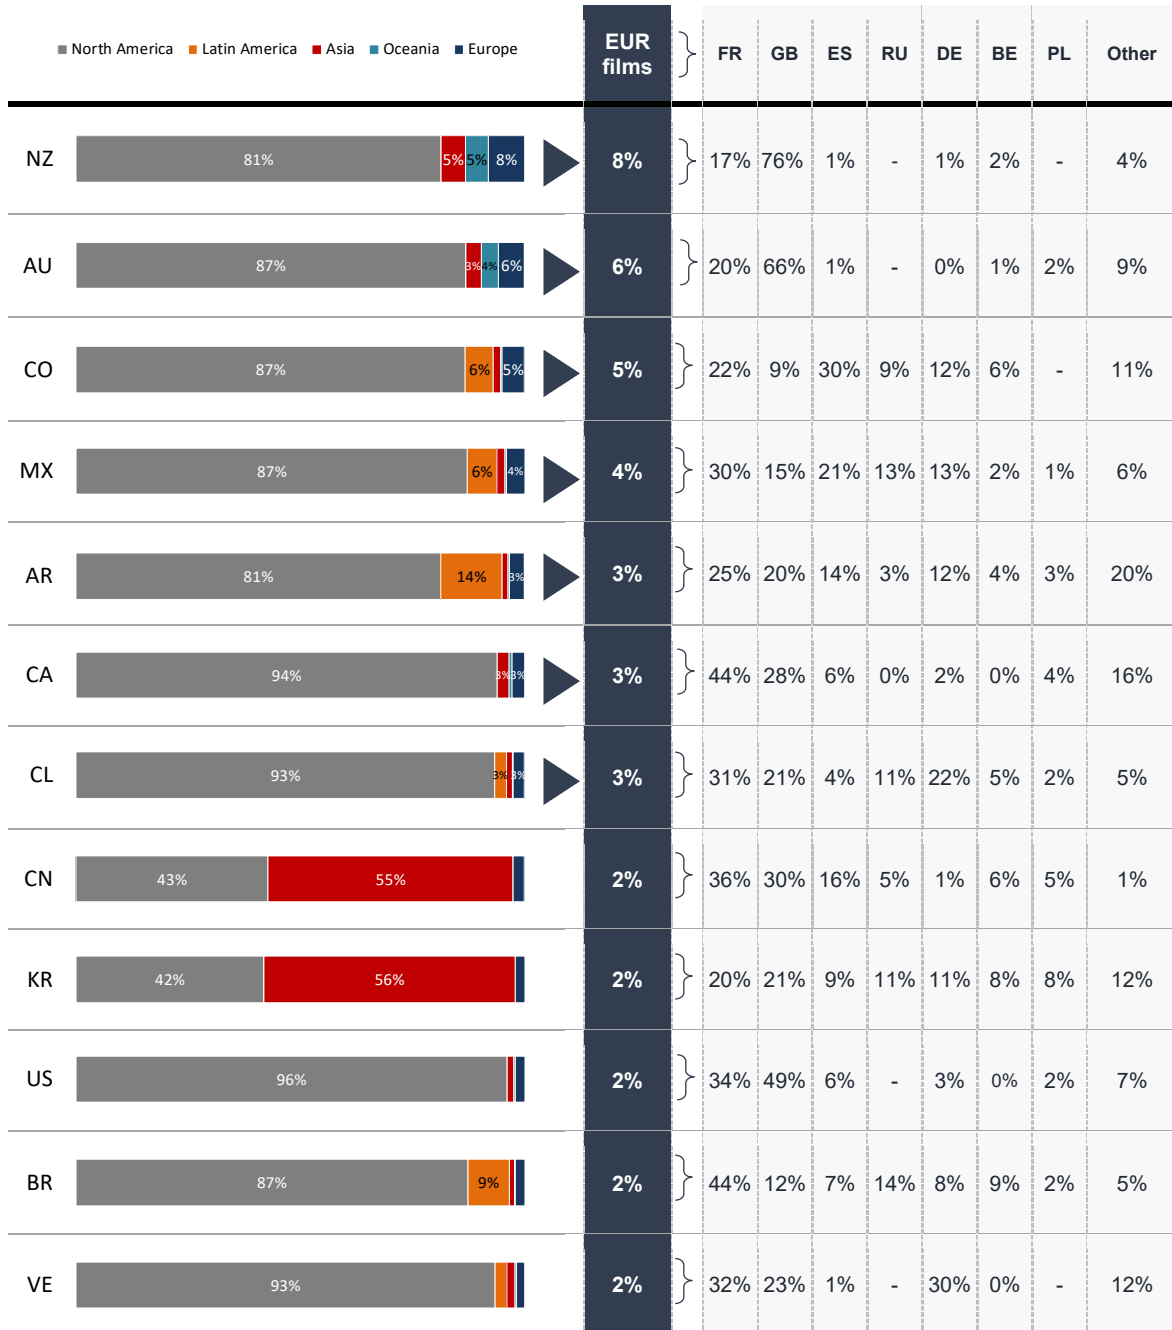 North America Latin America Asia Oceania Europe EUR films FR GB ES RU DE BE PL Other
NZ 81% 5% 5% 8% 8% 17% 76% 1% - 1% 2% - 4%
AU 87% 3% 4% 6% 6% 20% 66% 1% - 0% 1% 2% 9%
CO 87% 6% 5% 5% 22% 9% 30% 9% 12% 6% - 11%
MX 87% 6% 4% 4% 30% 15% 21% 13% 13% 2% 1% 6%
AR 81% 14% 3% 3% 25% 20% 14% 3% 12% 4% 3% 20%
CA 94% 3% 3% 3% 44% 28% 6% 0% 2% 0% 4% 16%
CL 93% 3% 3% 3% 31% 21% 4% 11% 22% 5% 2% 5%
CN 43% 55% 2% 36% 30% 16% 5% 1% 6% 5% 1%
KR 42% 56% 2% 20% 21% 9% 11% 11% 8% 8% 12%
US 96% 2% 34% 49% 6% - 3% 0% 2% 7%
BR 87% 9% 2% 44% 12% 7% 14% 8% 9% 2% 5%
VE 93% 2% 32% 23% 1% - 30% 0% - 12%